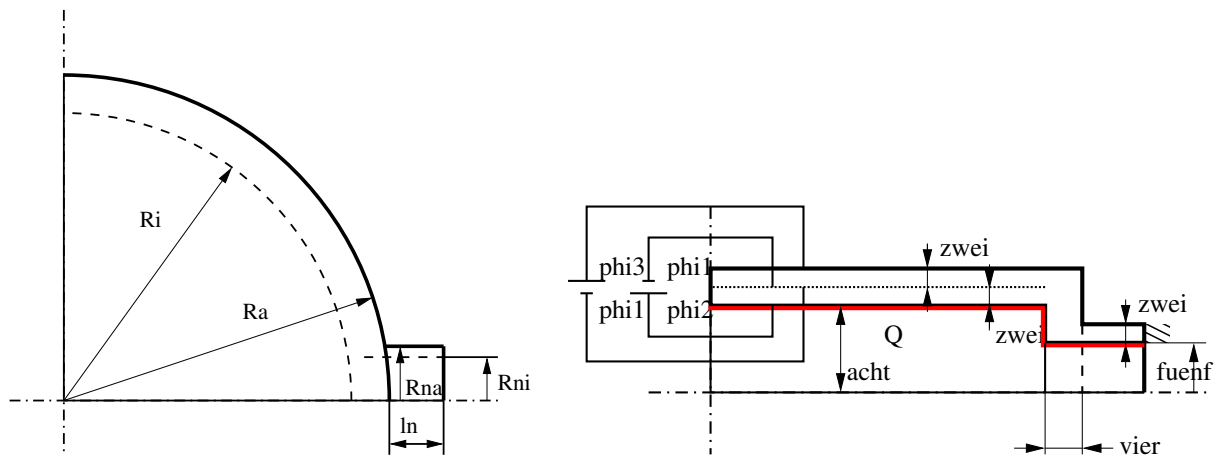 Ri
Ra
Rna
Rni
ln
phi3
phi1
zwei
phi1
phi2
zwei
Q
zwei
acht
fuenf
vier